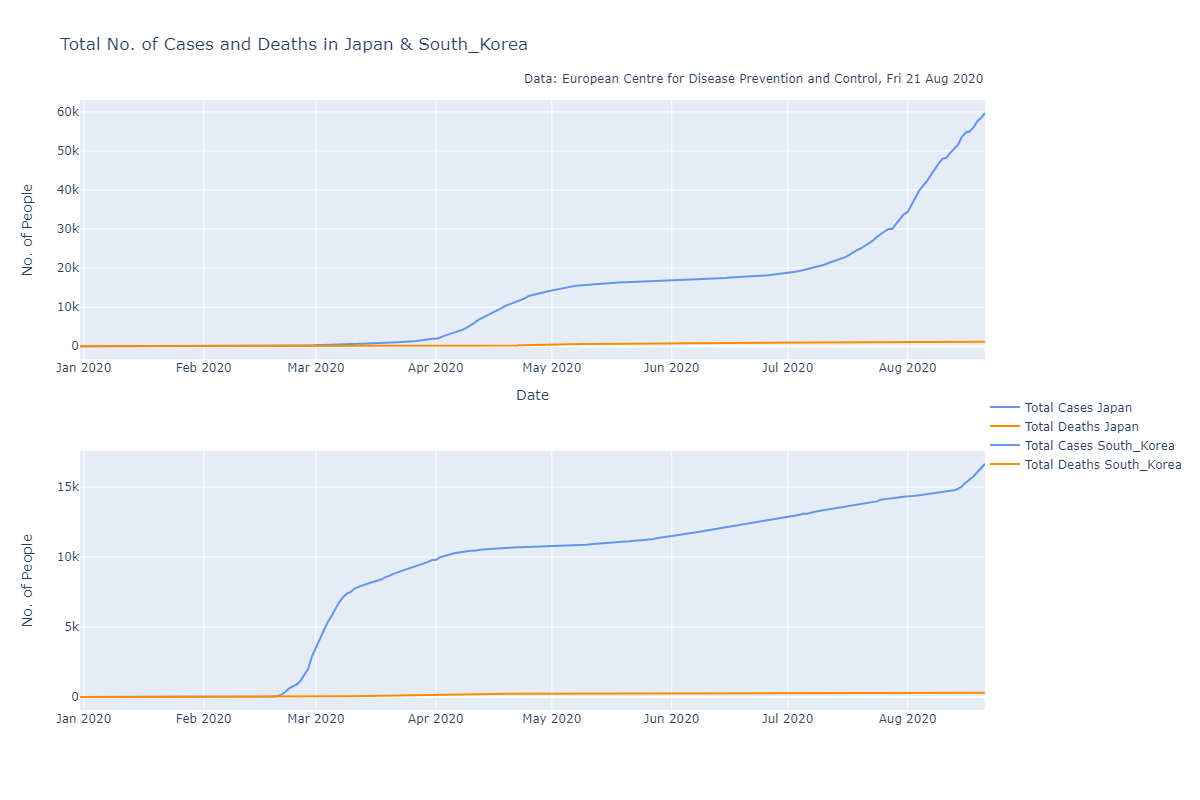 Total No. of Cases and Deaths in Japan & South_Korea
Data: European Centre for Disease Prevention and Control, Fri 21 Aug 2020
No. of People
60k
50k
40k
30k
20k
10k
0
Jan 2020 Feb 2020 Mar 2020 Apr 2020 May 2020 Jun 2020 Jul 2020 Aug 2020
Date
Total Cases Japan
Total Deaths Japan
Total Cases South_Korea
Total Deaths South_Korea
No. of People
15k
10k
5k
0
Jan 2020 Feb 2020 Mar 2020 Apr 2020 May 2020 Jun 2020 Jul 2020 Aug 2020